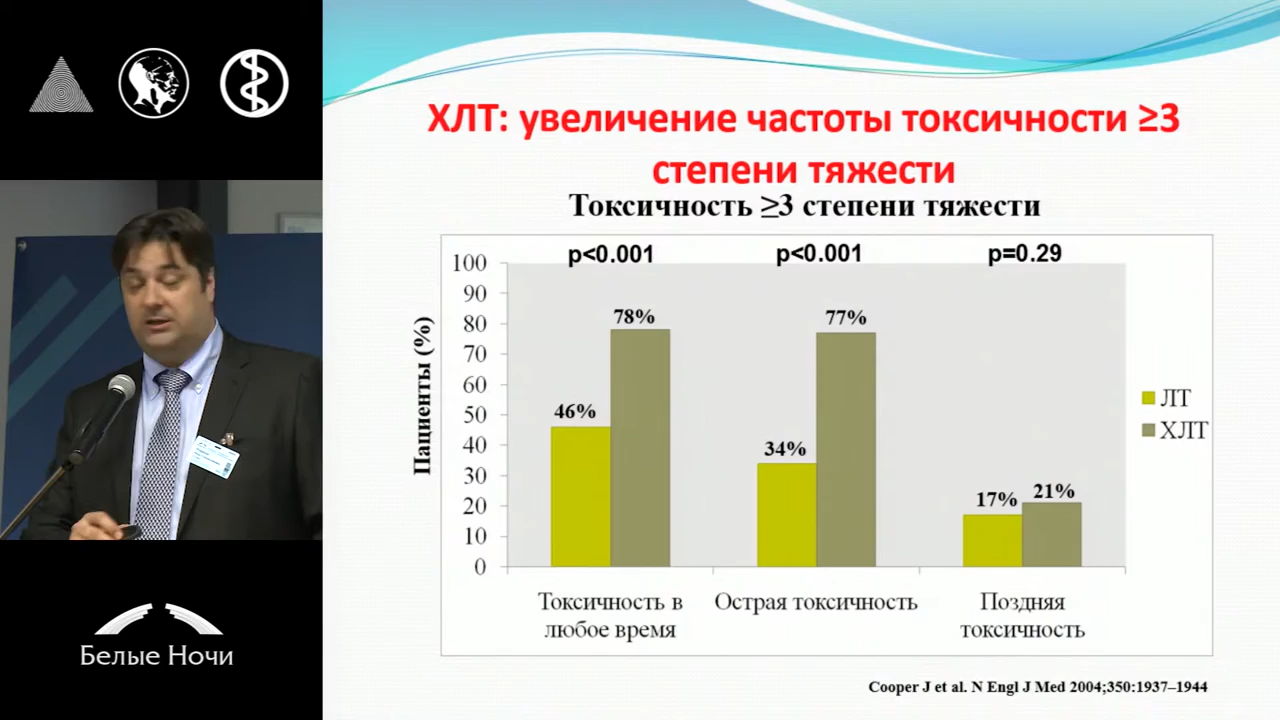 ХЛТ: увеличение частоты токсичности ≥3
степени тяжести
Токсичность ≥3 степени тяжести
p<0.001
p<0.001
p=0.29
Пациенты (%)
100
90
80
70
60
50
40
30
20
10
0
46%
78%
34%
77%
17%
21%
ЛТ
ХЛТ
Токсичность в
любое время
Острая токсичность
Поздняя
токсичность
Cooper J et al. N Engl J Med 2004;350:1937–1944
Белые Ночи